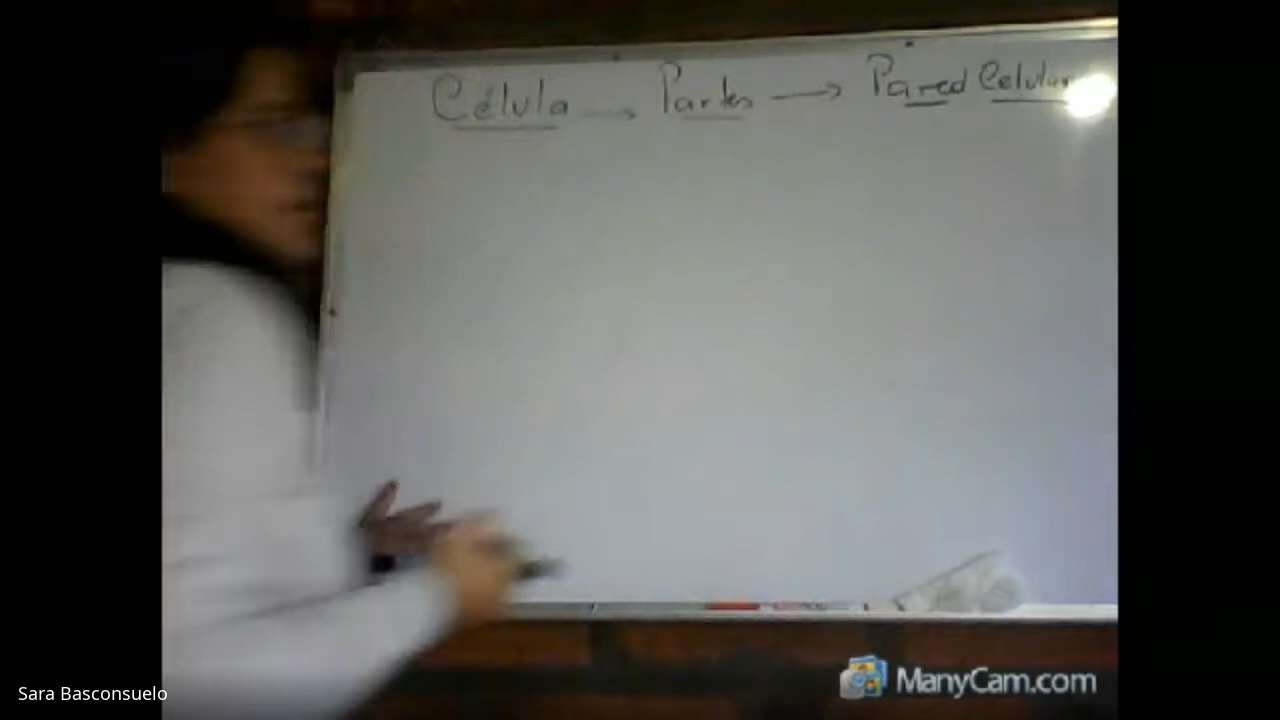 Célula → Partes → Pared Celular
Sara Basconsuelo
ManyCam.com